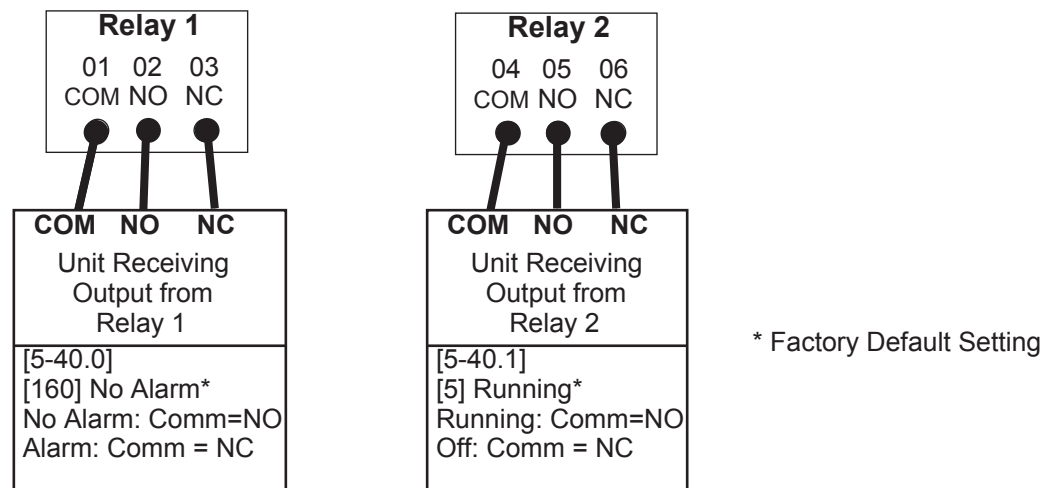 Relay 1
01 02 03
COM NO NC
COM NO NC
Unit Receiving
Output from
Relay 1
[5-40.0]
[160] No Alarm*
No Alarm: Comm=NO
Alarm: Comm = NC
Relay 2
04 05 06
COM NO NC
COM NO NC
Unit Receiving
Output from
Relay 2
[5-40.1]
[5] Running*
Running: Comm=NO
Off: Comm = NC
* Factory Default Setting